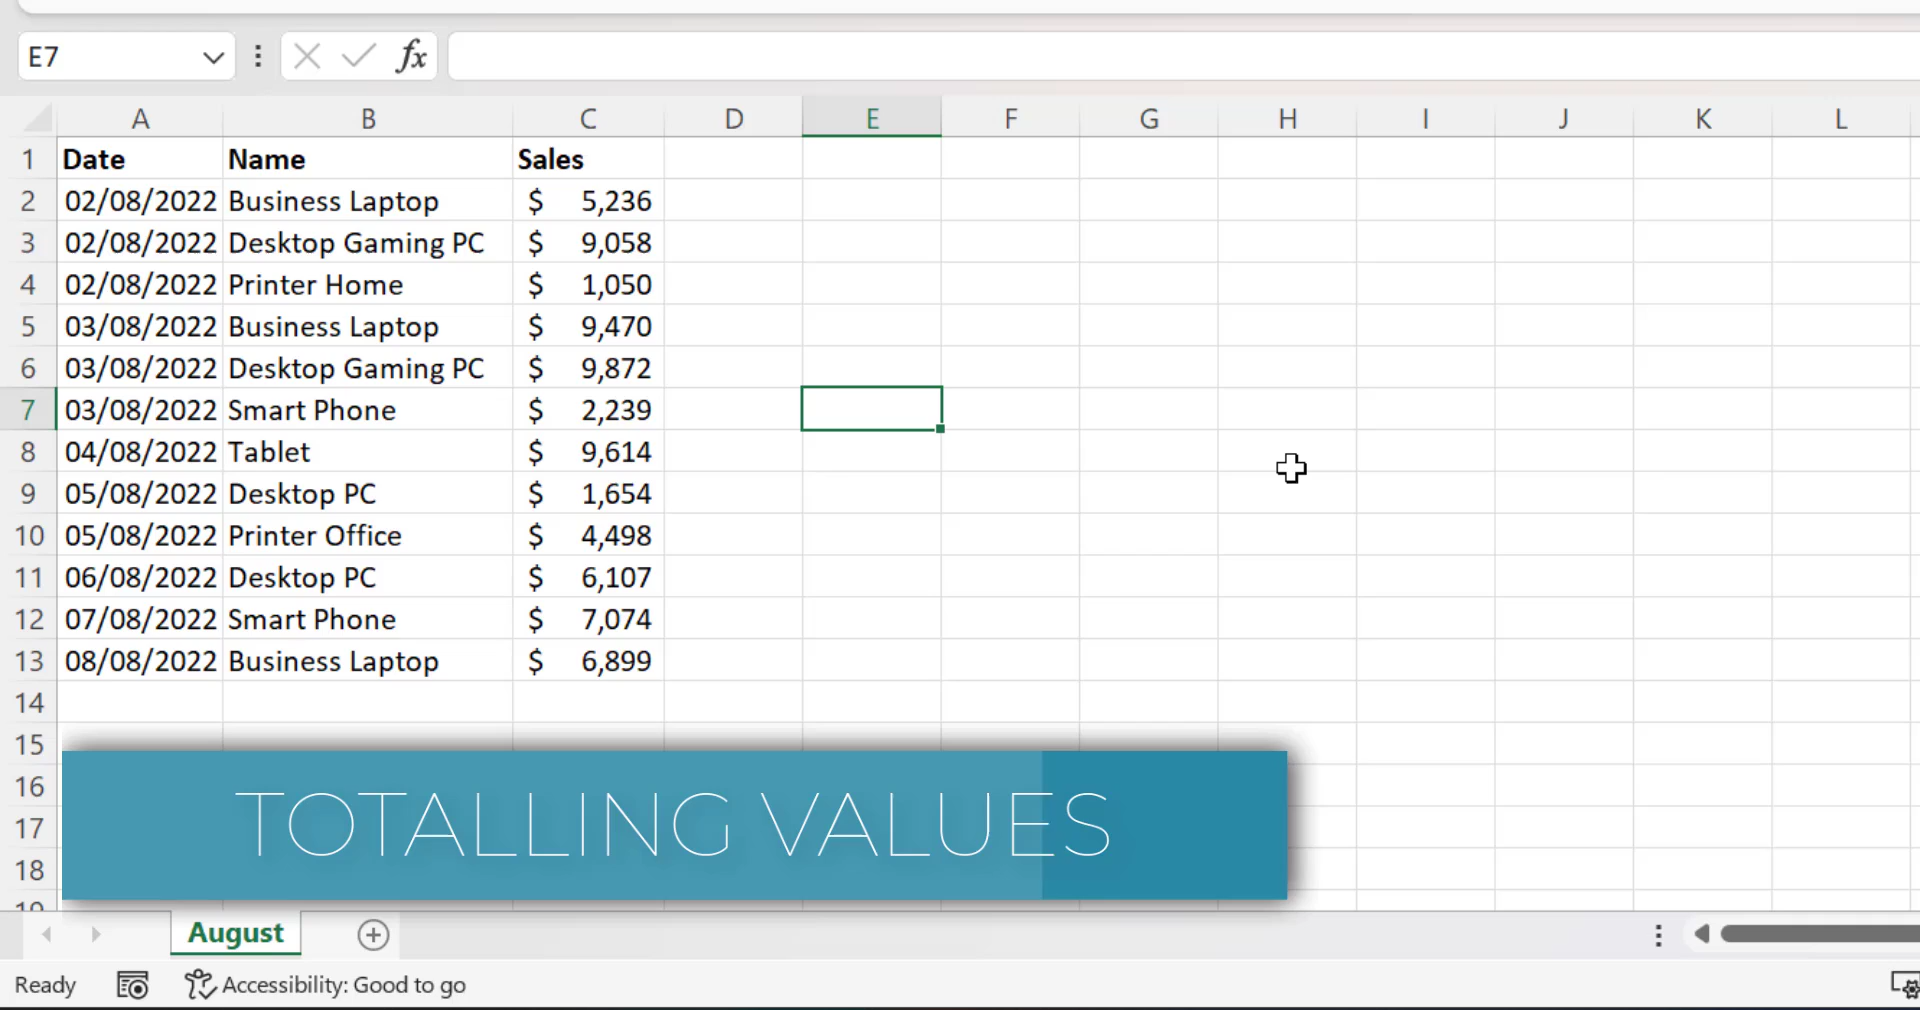 E7 fx
A B C D E F G H I J K L
1 Date Name Sales
2 02/08/2022 Business Laptop $ 5,236
3 02/08/2022 Desktop Gaming PC $ 9,058
4 02/08/2022 Printer Home $ 1,050
5 03/08/2022 Business Laptop $ 9,470
6 03/08/2022 Desktop Gaming PC $ 9,872
7 03/08/2022 Smart Phone $ 2,239
8 04/08/2022 Tablet $ 9,614
9 05/08/2022 Desktop PC $ 1,654
10 05/08/2022 Printer Office $ 4,498
11 06/08/2022 Desktop PC $ 6,107
12 07/08/2022 Smart Phone $ 7,074
13 08/08/2022 Business Laptop $ 6,899
14
15
16
17 TOTALLING VALUES
18
19
August
Ready Accessibility: Good to go